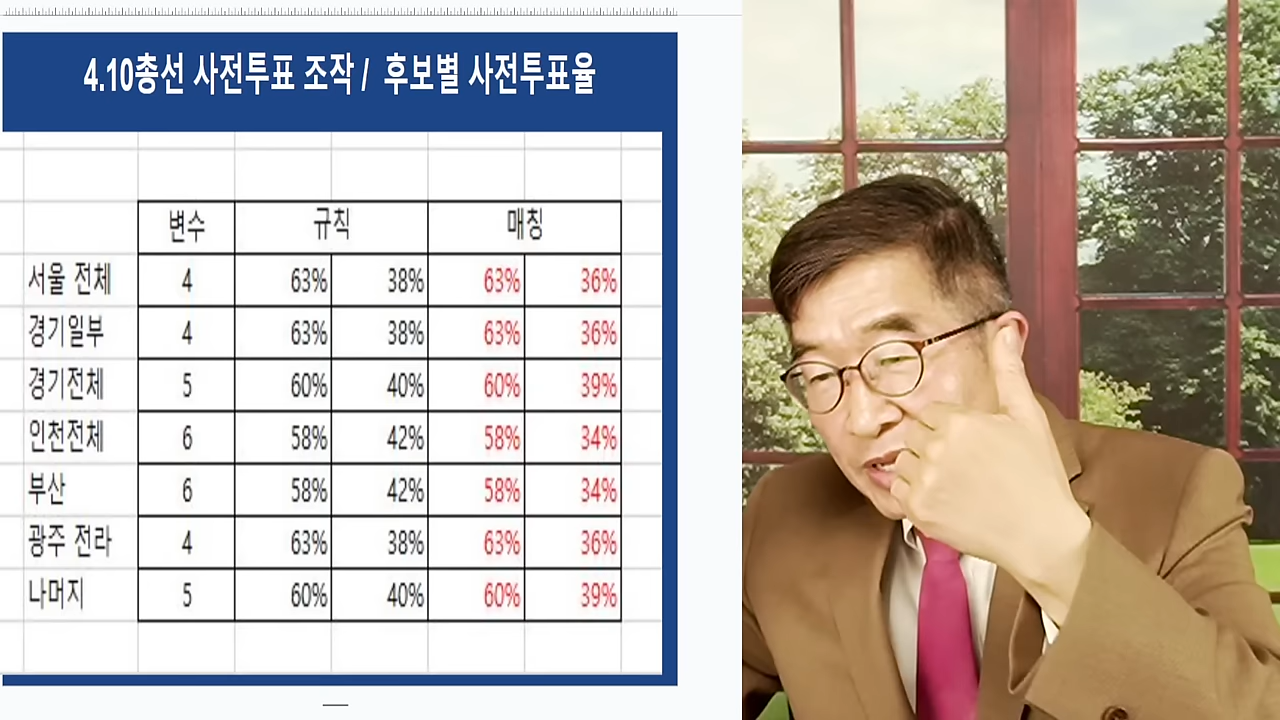 4.10총선 사전투표 조작 / 후보별 사전투표율
변수 규칙 매칭
서울 전체 4 63% 38% 63% 36%
경기일부 4 63% 38% 63% 36%
경기전체 5 60% 40% 60% 39%
인천전체 6 58% 42% 58% 34%
부산 6 58% 42% 58% 34%
광주 전라 4 63% 38% 63% 36%
나머지 5 60% 40% 60% 39%